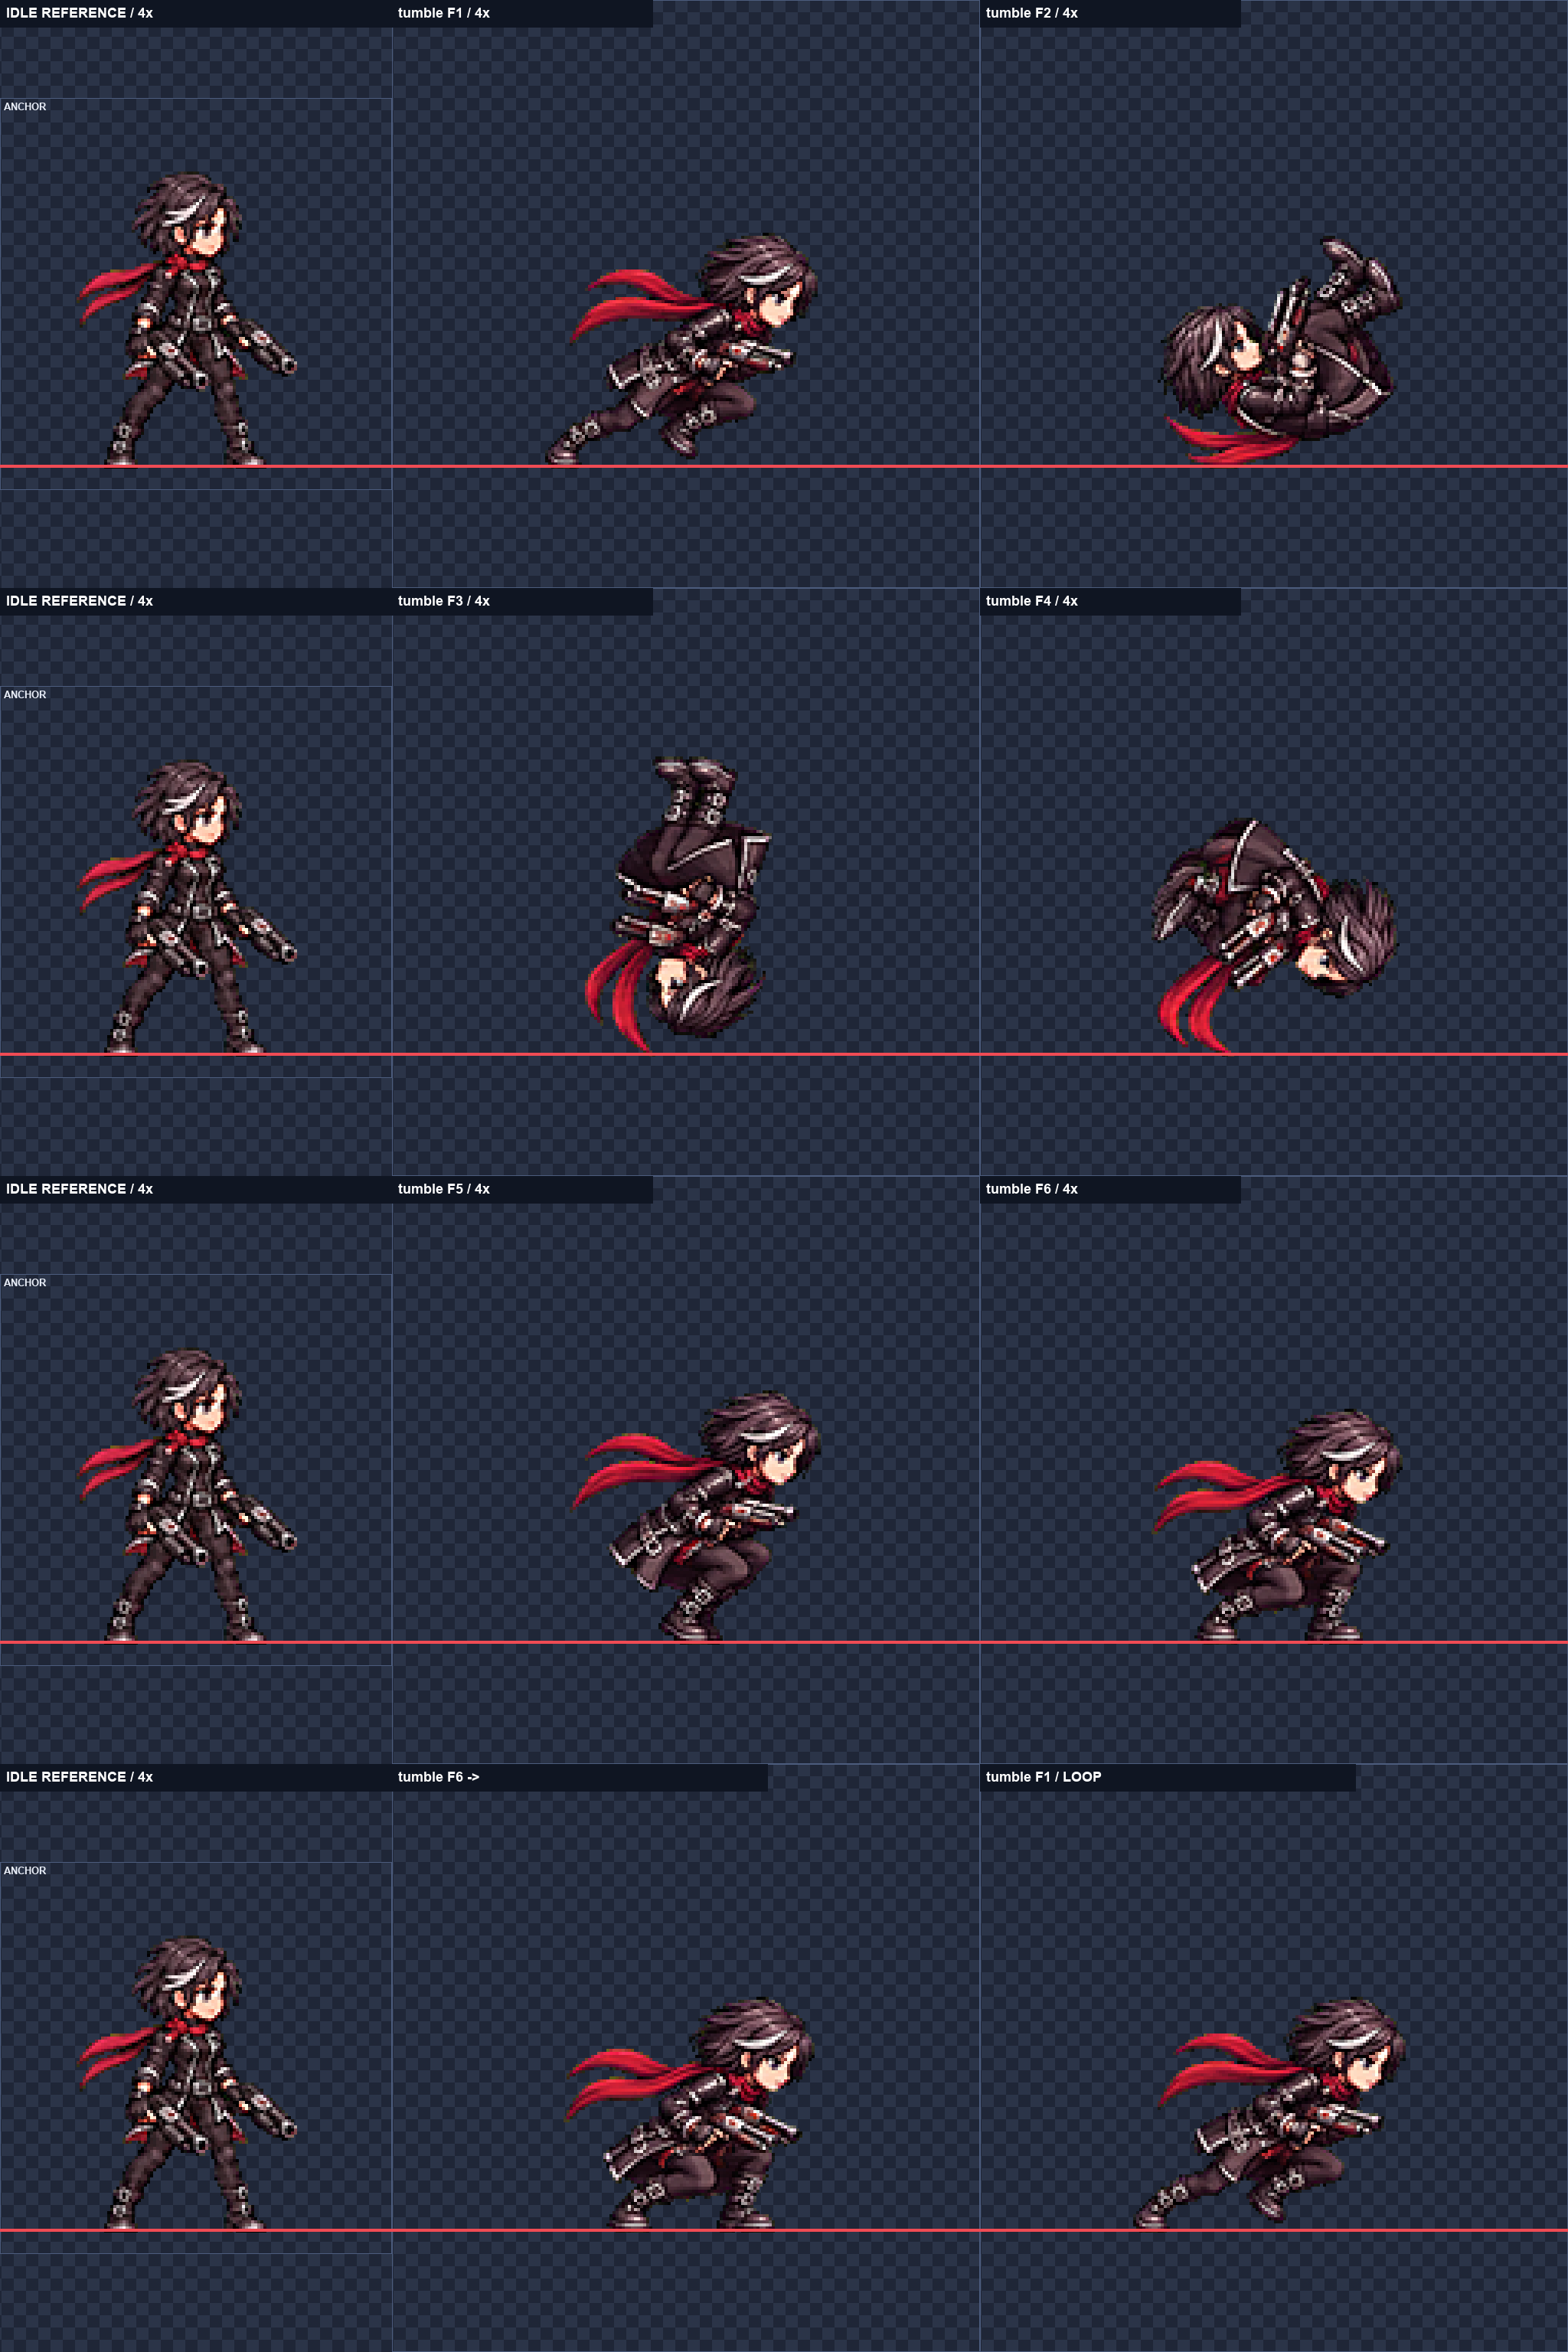 IDLE REFERENCE / 4x
tumble F1 / 4x
tumble F2 / 4x
ANCHOR
IDLE REFERENCE / 4x
tumble F3 / 4x
tumble F4 / 4x
ANCHOR
IDLE REFERENCE / 4x
tumble F5 / 4x
tumble F6 / 4x
ANCHOR
IDLE REFERENCE / 4x
tumble F6 ->
tumble F1 / LOOP
ANCHOR